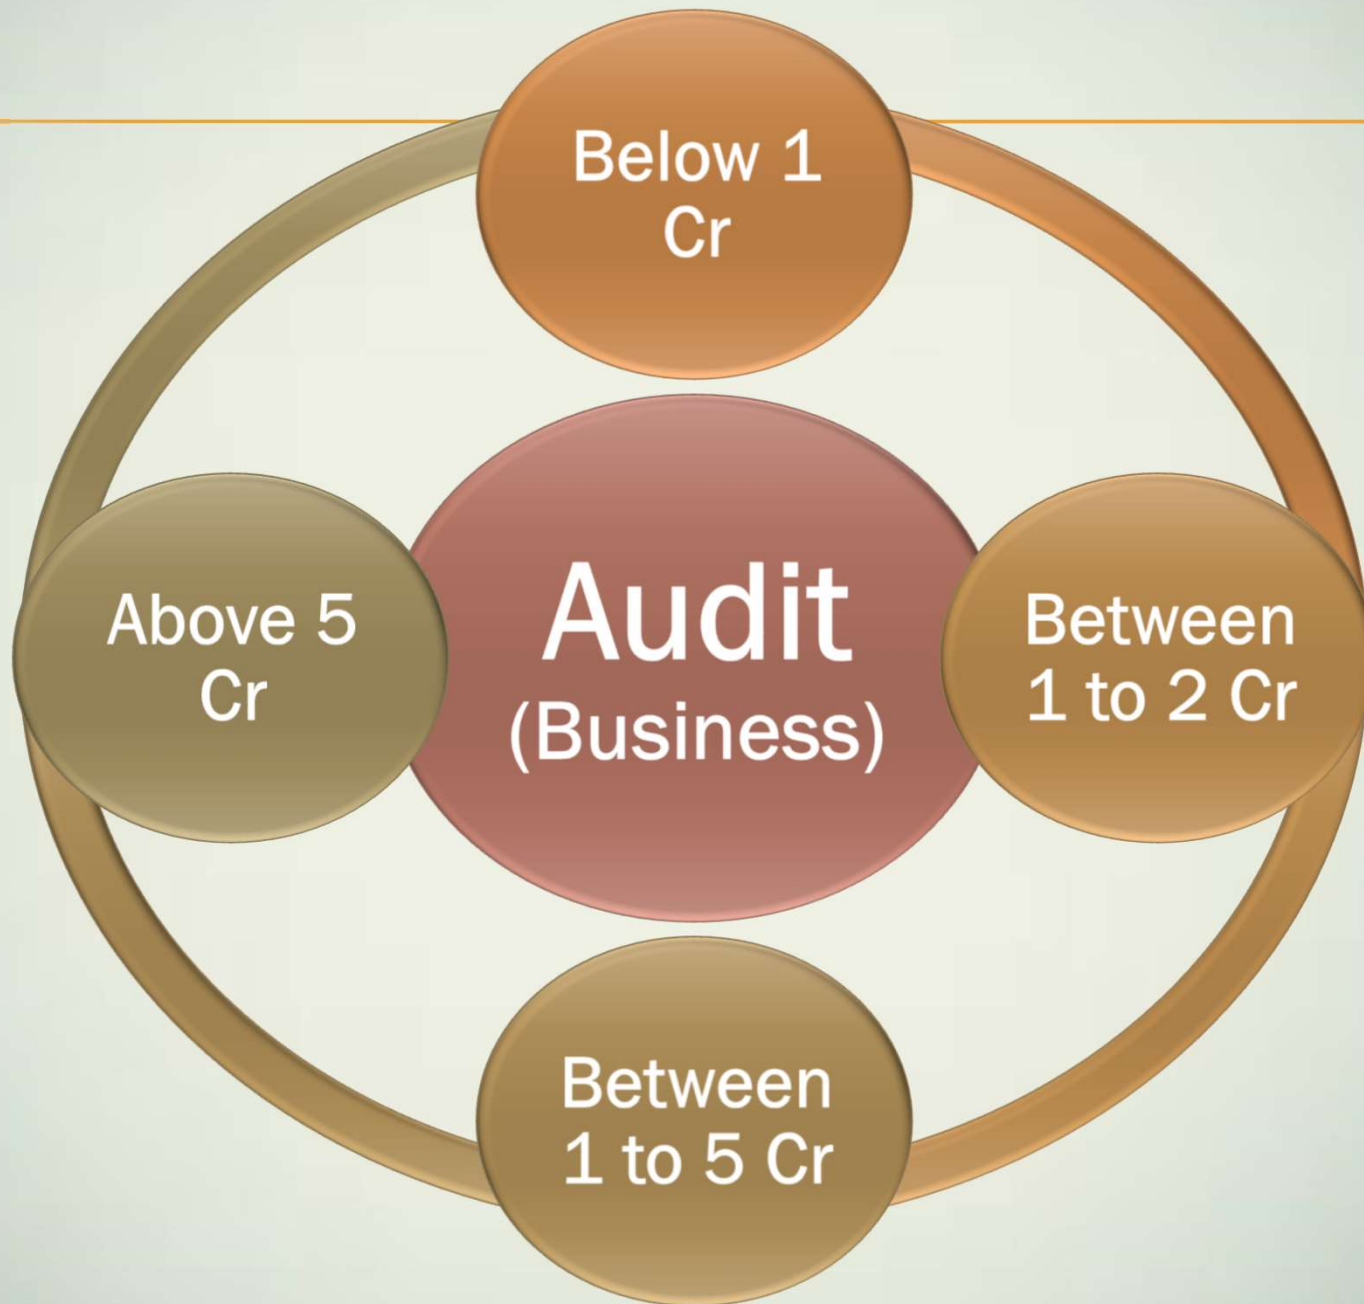 Below 1
Cr
Above 5
Cr
Audit
(Business)
Between
1 to 2 Cr
Between
1 to 5 Cr